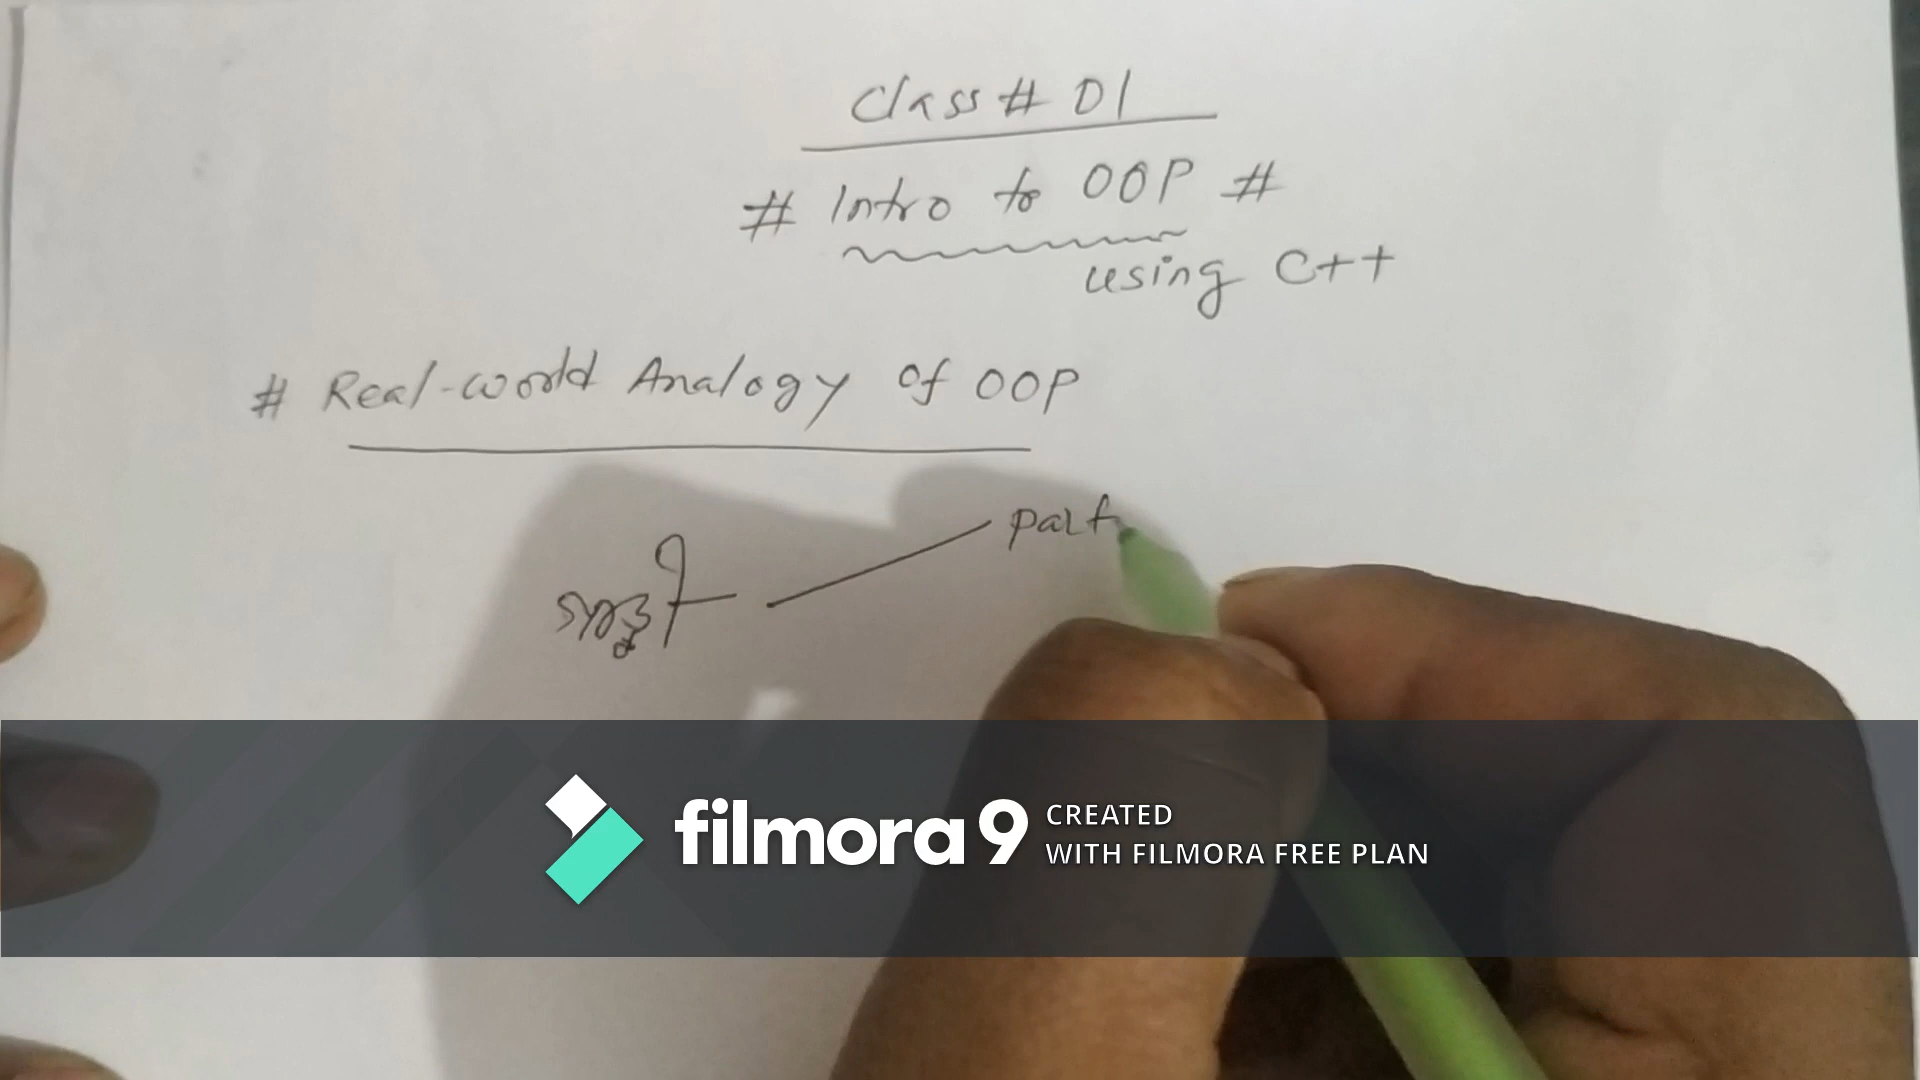 Class # 01
# Intro to OOP #
using C++
# Real-world Analogy of OOP
part
filmora 9
CREATED
WITH FILMORA FREE PLAN